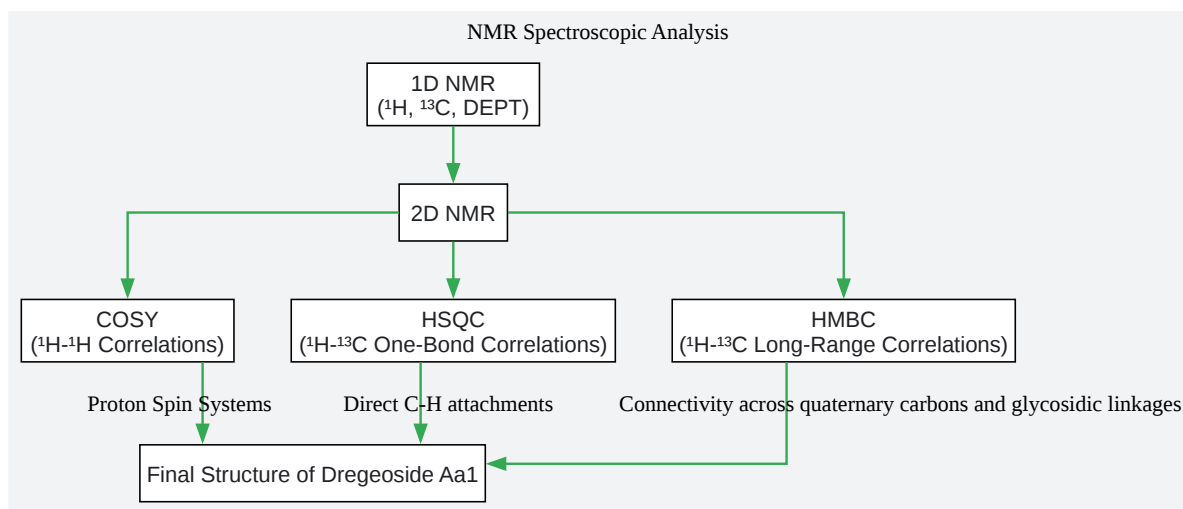 NMR Spectroscopic Analysis
1D NMR
(¹H, ¹³C, DEPT)
2D NMR
COSY
(¹H-¹H Correlations)
HSQC
(¹H-¹³C One-Bond Correlations)
HMBC
(¹H-¹³C Long-Range Correlations)
Proton Spin Systems
Direct C-H attachments
Connectivity across quaternary carbons and glycosidic linkages
Final Structure of Dregeoside Aa1